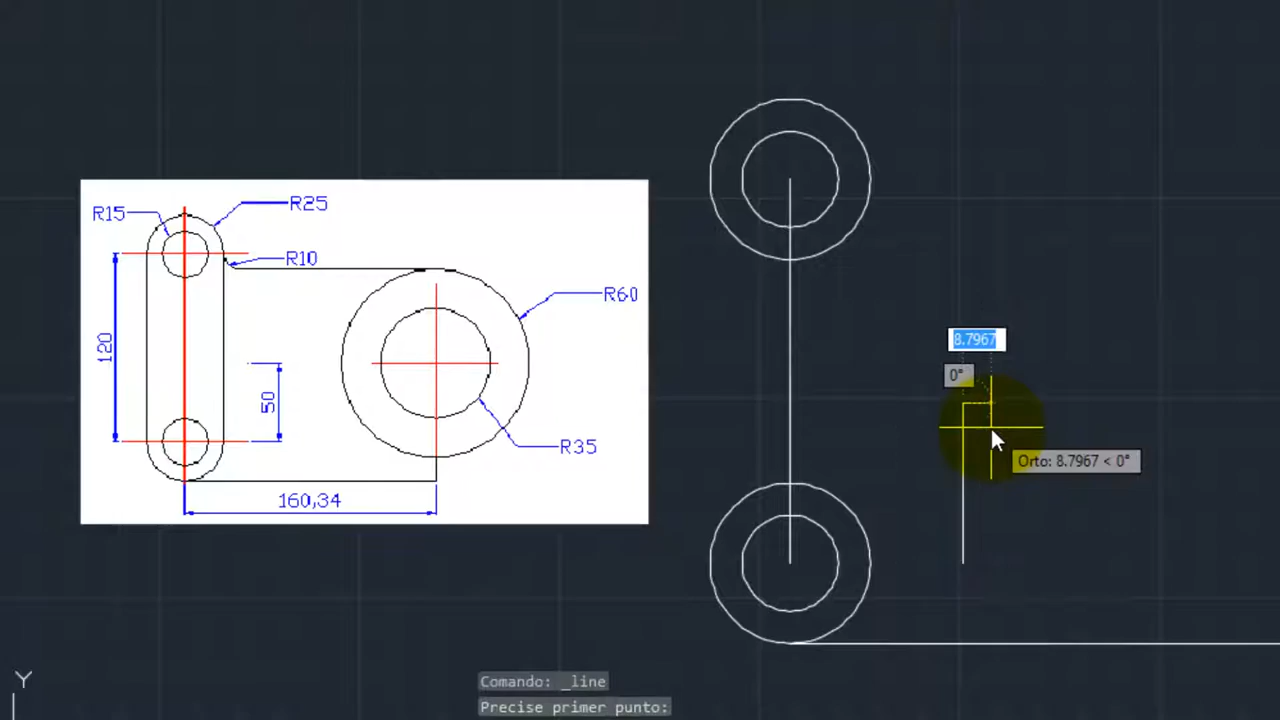 R15
R25
R10
R60
120
50
R35
160,34
8.7967
0°
Orto: 8.7967 < 0°
Y
Comando: _line
Precise primer punto: